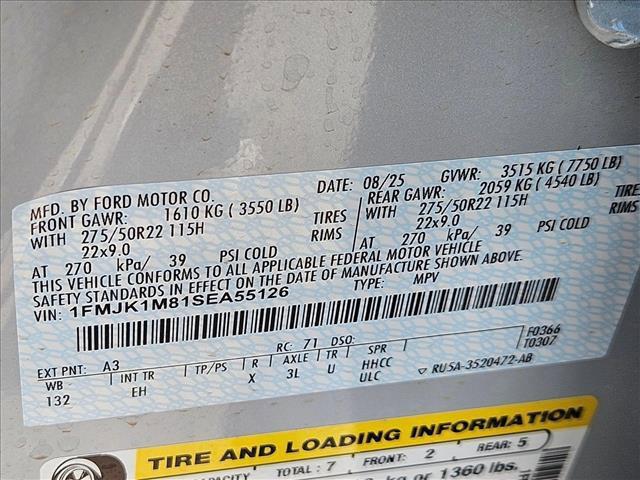 MFD. BY FORD MOTOR CO.
DATE: 08/25 GVWR: 3515 KG (7750 LB)
FRONT GAWR: 1610 KG (3550 LB) REAR GAWR: 2059 KG (4540 LB)
WITH 275/50R22 115H TIRES WITH 275/50R22 115H TIRES
22x9.0 RIMS 22x9.0 RIMS
AT 270 kPa/ 39 PSI COLD AT 270 kPa/ 39 PSI COLD
THIS VEHICLE CONFORMS TO ALL APPLICABLE FEDERAL MOTOR VEHICLE
SAFETY STANDARDS IN EFFECT ON THE DATE OF MANUFACTURE SHOWN ABOVE.
VIN: 1FMJK1M81SEA55126 TYPE: MPV
F0366
T0307
EXT PNT: A3 RC: 71 DSO:
WB INT TR TP/PS R AXLE TR SPR
132 EH X 3L U HHCC
ULC
RU5A-3520472-AB
TIRE AND LOADING INFORMATION
CAPACITY TOTAL: 7 FRONT: 2 REAR: 5
kg or 1360 lbs.